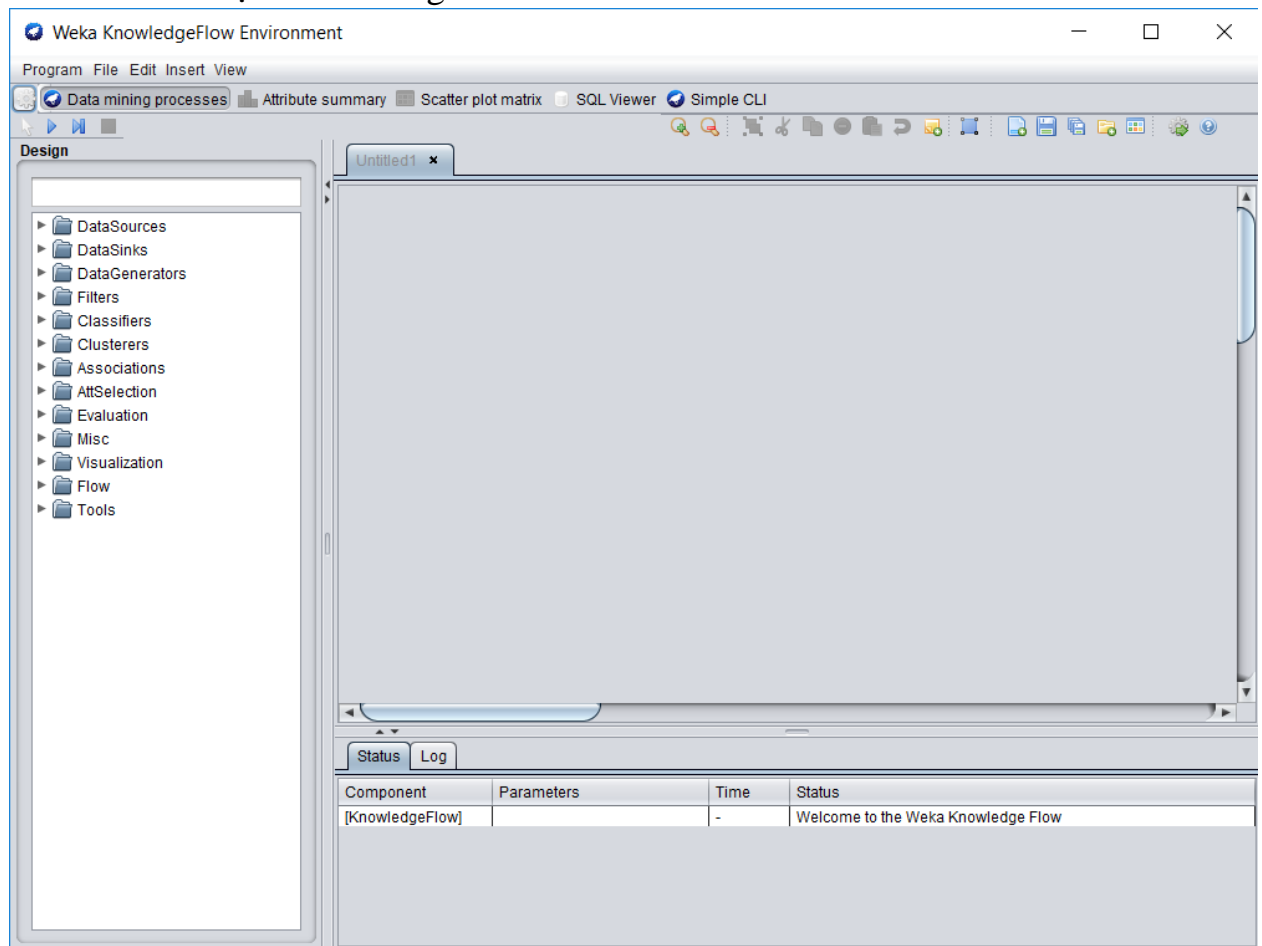 Weka KnowledgeFlow Environment
Program File Edit Insert View
Data mining processes Attribute summary Scatter plot matrix SQL Viewer Simple CLI
Design
Untitled1
DataSources
DataSinks
DataGenerators
Filters
Classifiers
Clusterers
Associations
AttSelection
Evaluation
Misc
Visualization
Flow
Tools
Status Log
Component Parameters Time Status
[KnowledgeFlow] - Welcome to the Weka Knowledge Flow